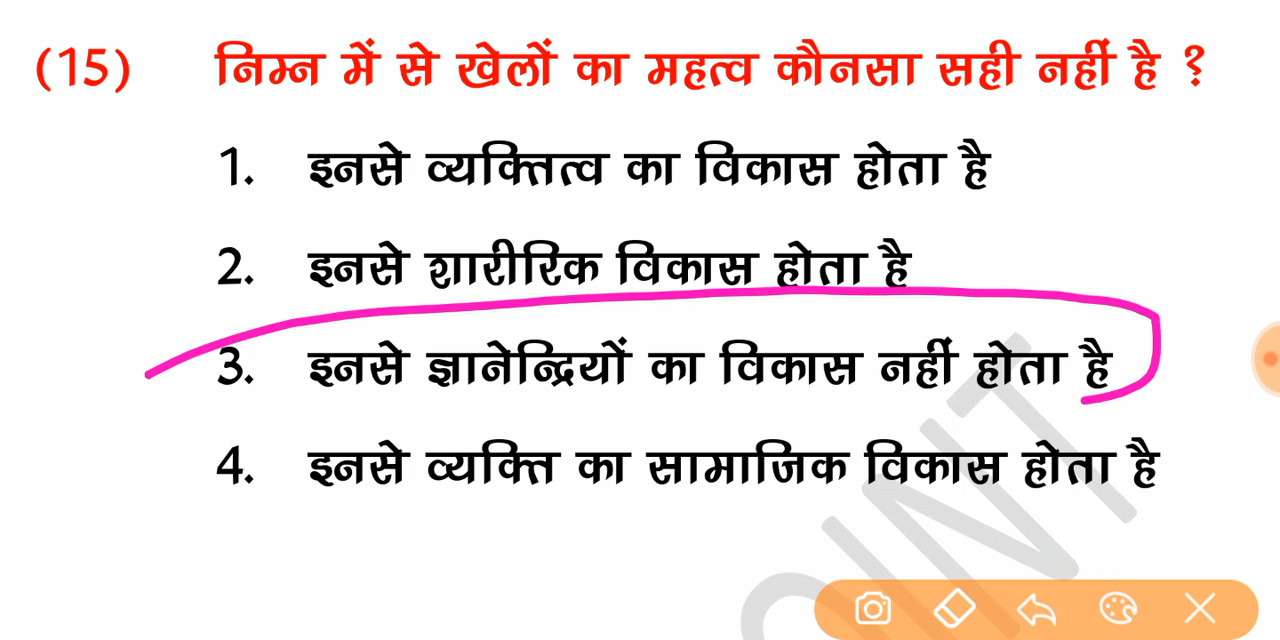 (15) निम्न में से खेलों का महत्व कौनसा सही नहीं है ?
1. इनसे व्यक्तित्व का विकास होता है
2. इनसे शारीरिक विकास होता है
3. इनसे ज्ञानेन्द्रियों का विकास नहीं होता है
4. इनसे व्यक्ति का सामाजिक विकास होता है